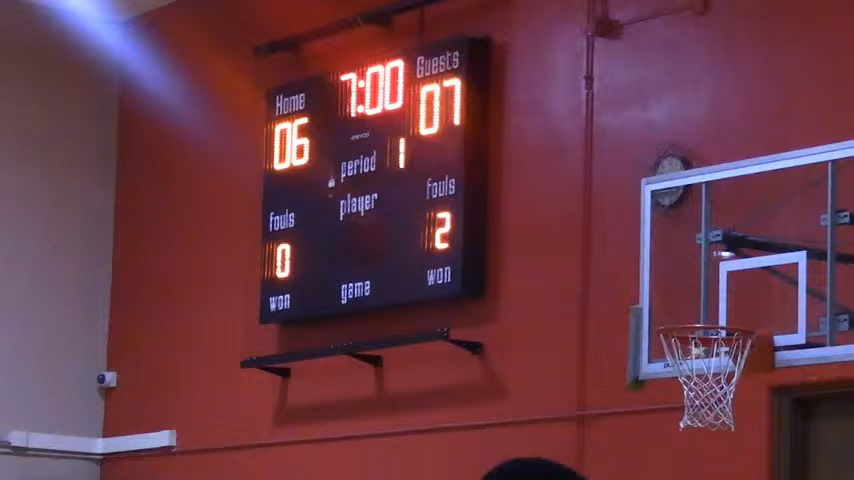 Home 7:00 Guests
06 07
period 1
player
fouls fouls
0 2
won game won